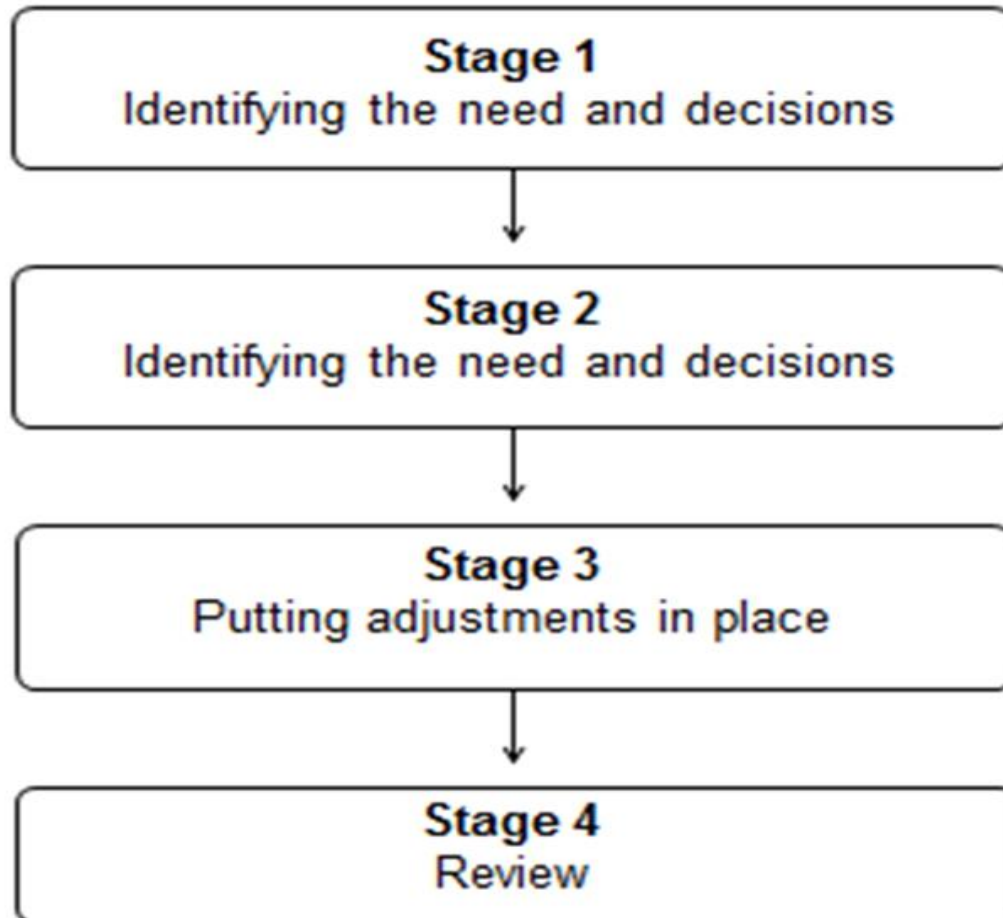 Stage 1
Identifying the need and decisions
Stage 2
Identifying the need and decisions
Stage 3
Putting adjustments in place
Stage 4
Review